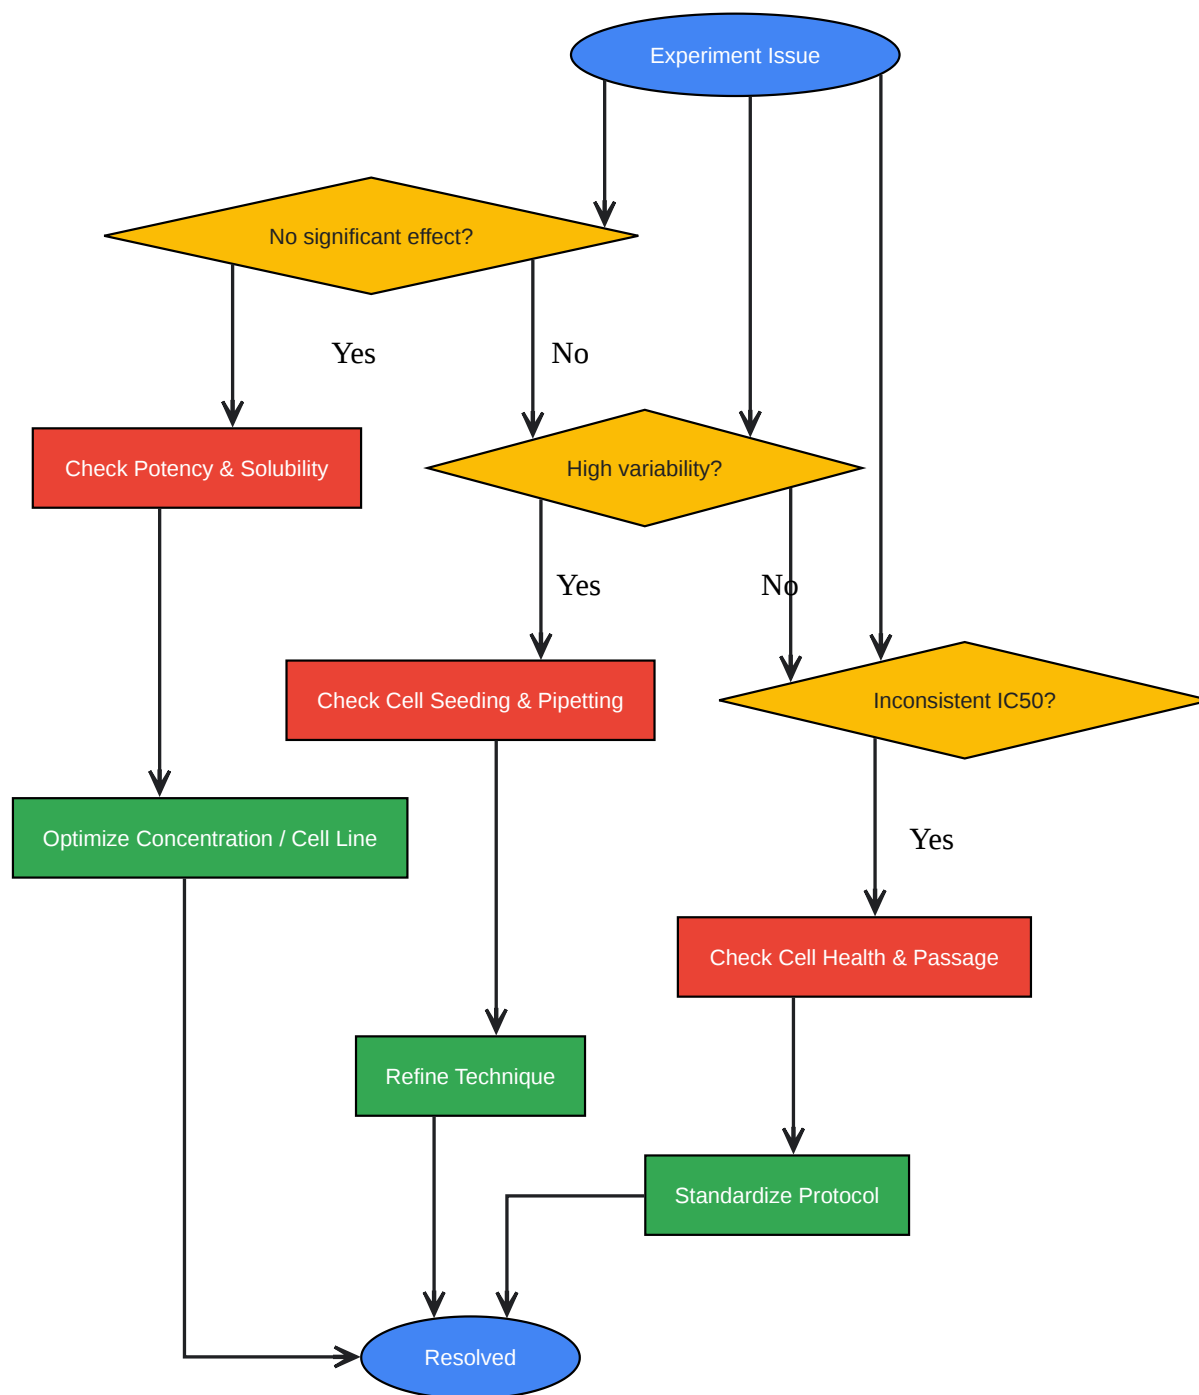 Experiment Issue
No significant effect?
Yes
No
Check Potency & Solubility
High variability?
Yes
No
Check Cell Seeding & Pipetting
Inconsistent IC50?
Optimize Concentration / Cell Line
Yes
Check Cell Health & Passage
Refine Technique
Standardize Protocol
Resolved